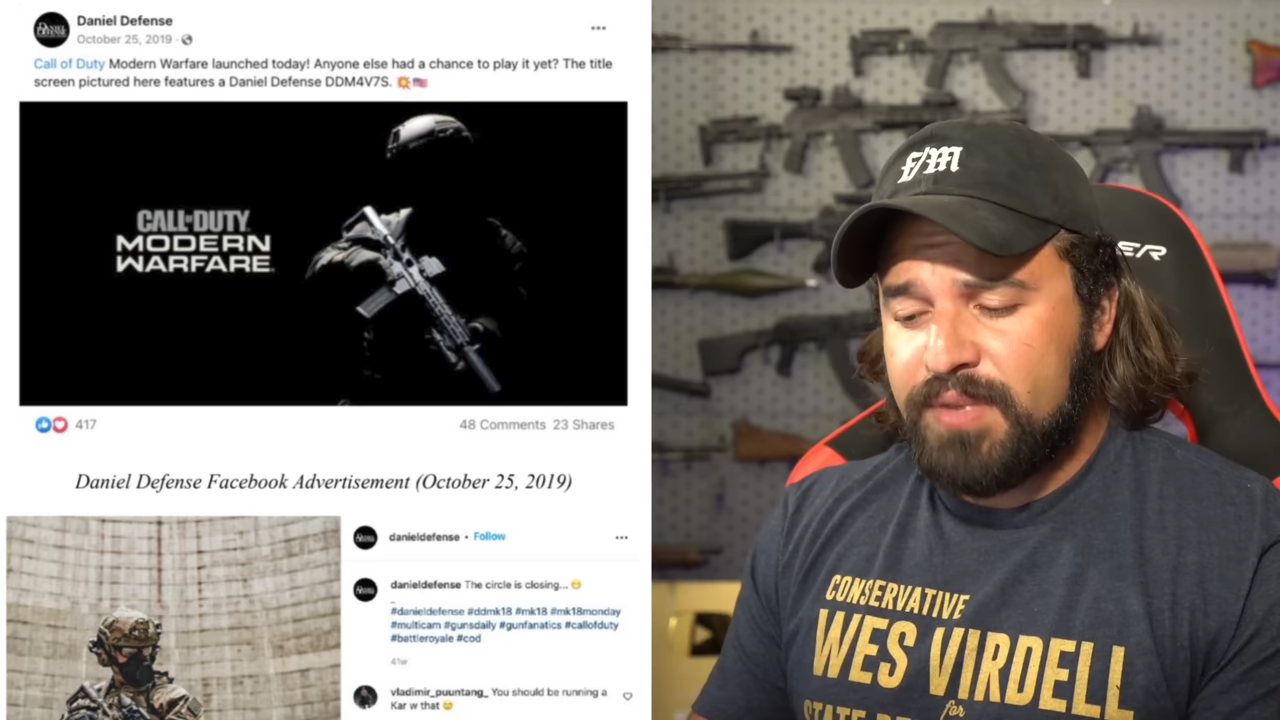 Daniel Defense
October 25, 2019 ·
Call of Duty Modern Warfare launched today! Anyone else had a chance to play it yet? The title
screen pictured here features a Daniel Defense DDM4V7S. 💥🇺🇸
CALL OF DUTY
MODERN
WARFARE
417
48 Comments 23 Shares
Daniel Defense Facebook Advertisement (October 25, 2019)
danieldefense • Follow
danieldefense The circle is closing... 😁
#danieldefense #ddmk18 #mk18 #mk18monday
#multicam #gunsdaily #gunfanatics #callofduty
#battleroyale #cod
41w
vladimir_puuntang_ You should be running a
Kar w that 😂
f/M
ER
CONSERVATIVE
WES VIRDELL
for